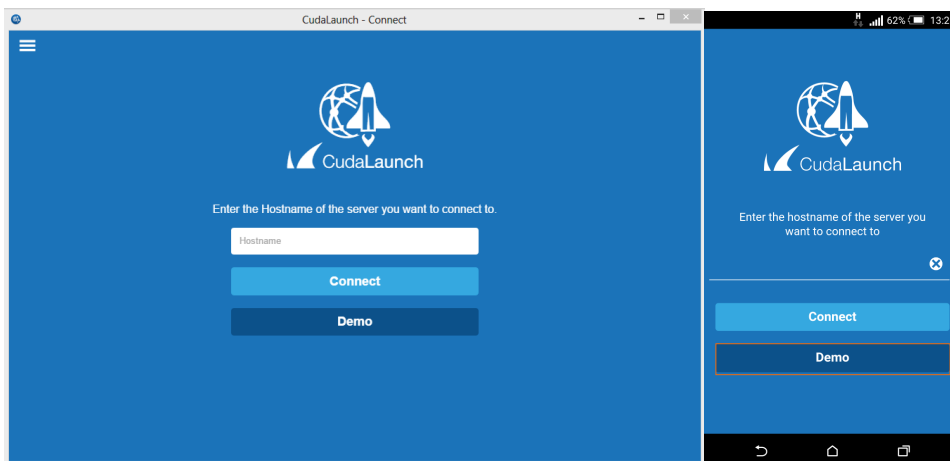 CudaLaunch - Connect
CudaLaunch
Enter the Hostname of the server you want to connect to.
Hostname
Connect
Demo
H 62% 13:2
CudaLaunch
Enter the hostname of the server you
want to connect to
Connect
Demo